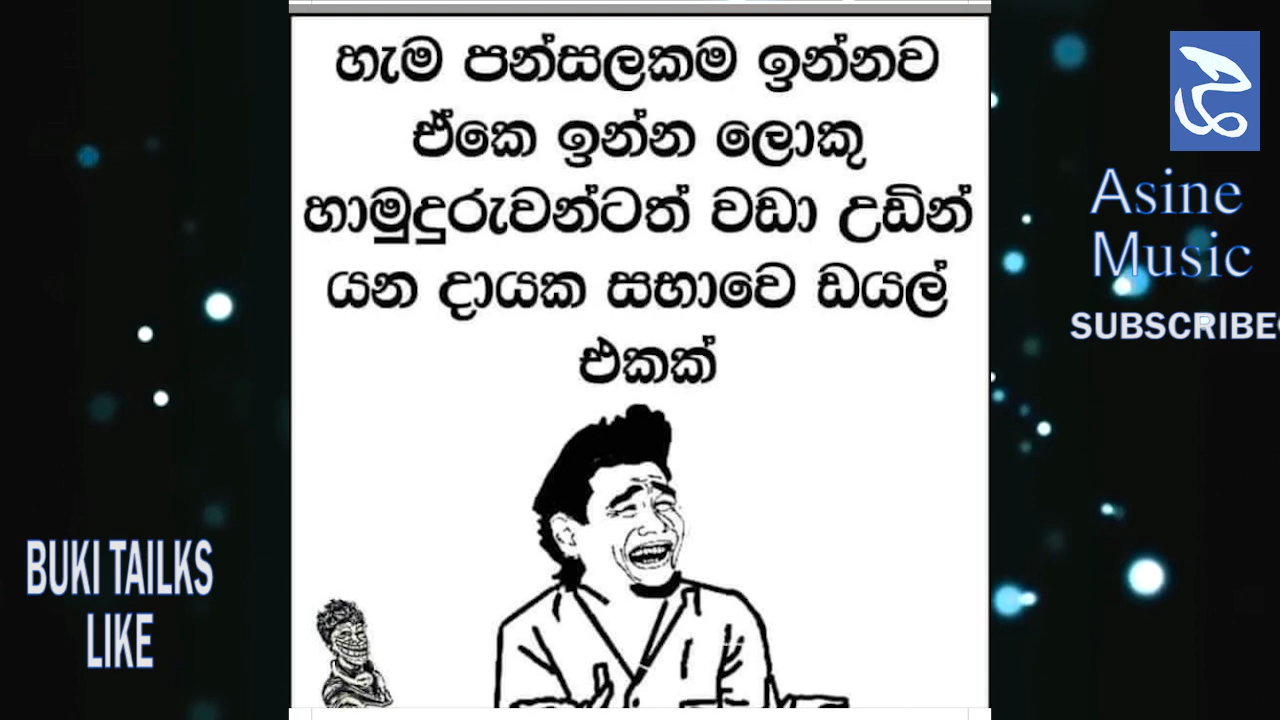 හැම පන්සලකම ඉන්නව
ඒකෙ ඉන්න ලොකු
හාමුදුරුවන්ටත් වඩා උඩින්
යන දායක සභාවෙ ඩයල්
එකක්
Asine
Music
SUBSCRIBE
BUKI TAILKS
LIKE